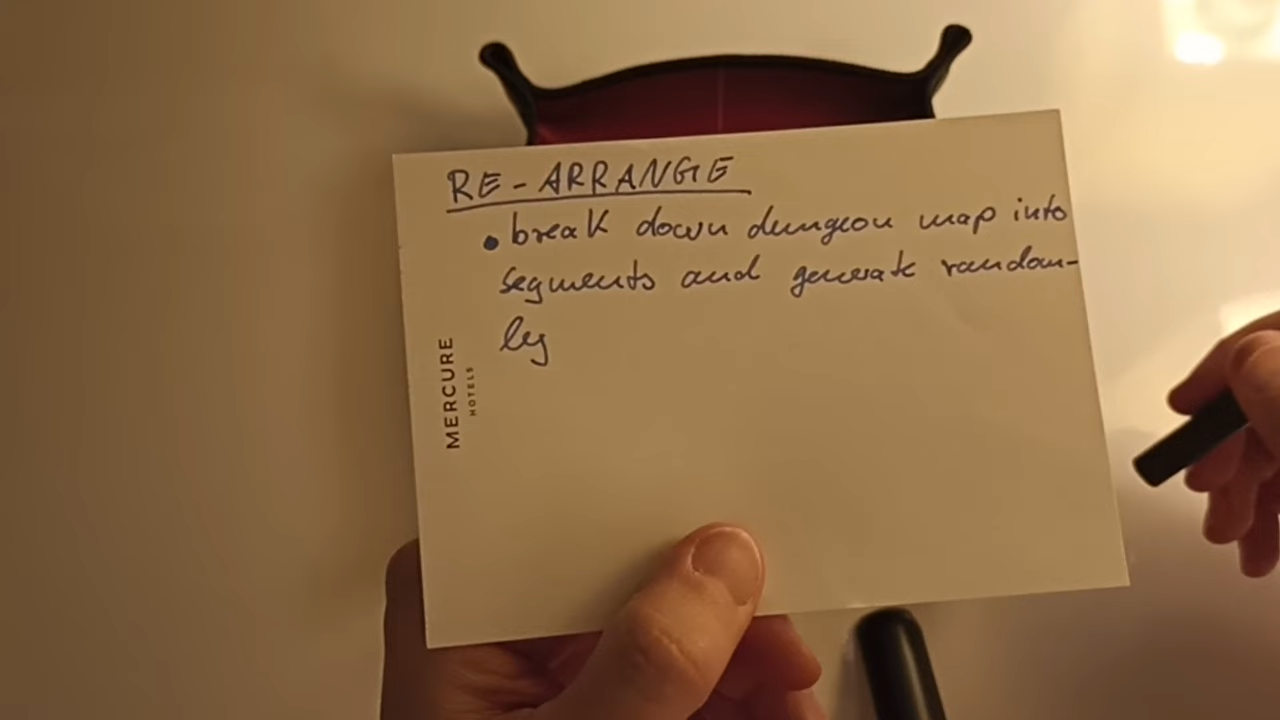 RE-ARRANGE
• break down dungeon map into
segments and generate random-
ly
MERCURE
HOTELS